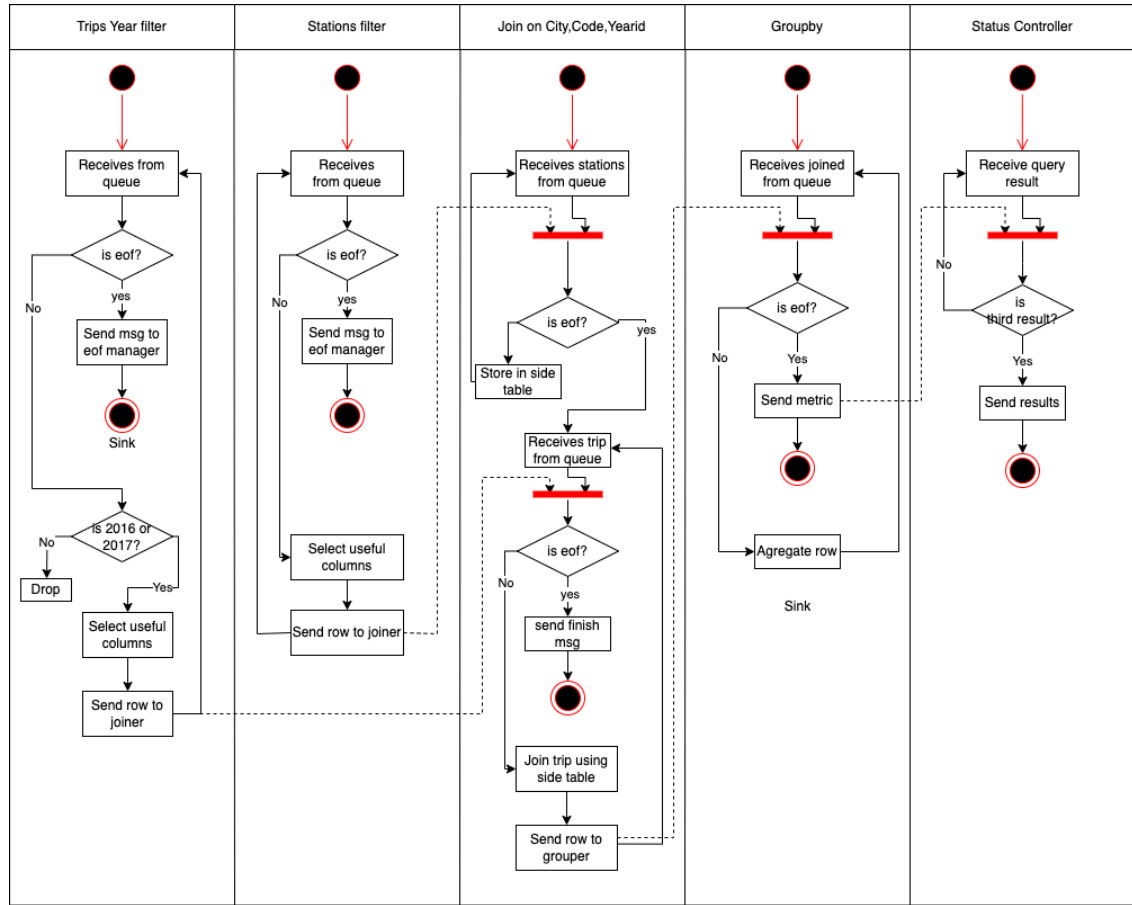 Trips Year filter
Stations filter
Join on City,Code,Yearid
Groupby
Status Controller
Receives from
queue
is eof?
No
yes
Send msg to
eof manager
Sink
is 2016 or
2017?
No
Drop
Yes
Select useful
columns
Send row to
joiner
Receives
from queue
is eof?
No
yes
Send msg to
eof manager
Select useful
columns
Send row to joiner
Receives stations
from queue
is eof?
yes
Store in side
table
Receives trip
from queue
is eof?
No
yes
send finish
msg
Join trip using
side table
Send row to
grouper
Receives joined
from queue
is eof?
No
Yes
Send metric
Agregate row
Sink
Receive query
result
No
is
third result?
Yes
Send results